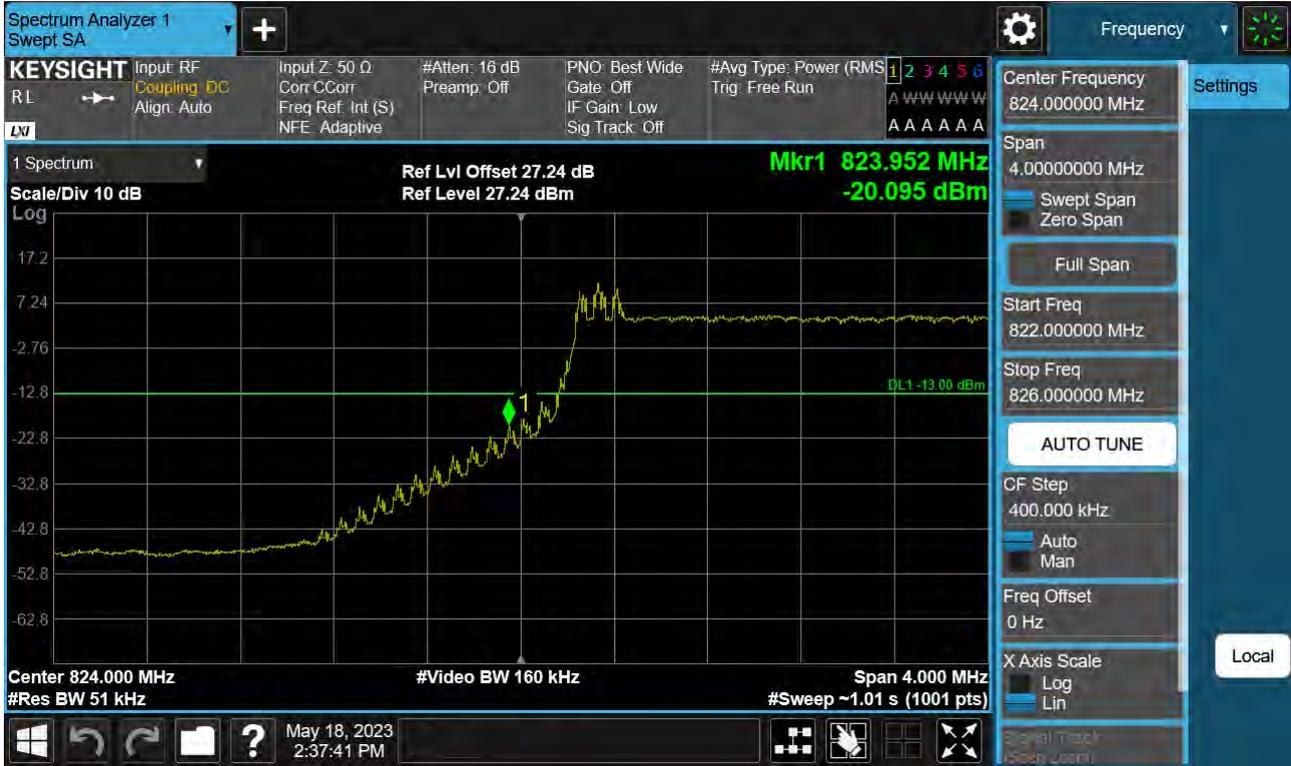 Spectrum Analyzer 1
Swept SA
+
Frequency
KEYSIGHT
RL
LXI
Input: RF
Coupling: DC
Align: Auto
Input Z: 50 Ω
Corr CCorr
Freq Ref: Int (S)
NFE: Adaptive
#Atten: 16 dB
Preamp: Off
PNO: Best Wide
Gate: Off
IF Gain: Low
Sig Track: Off
#Avg Type: Power (RMS
Trig: Free Run
1 2 3 4 5 6
A W W W W W
A A A A A A
1 Spectrum
Scale/Div 10 dB
Log
Ref Lvl Offset 27.24 dB
Ref Level 27.24 dBm
Mkr1 823.952 MHz
-20.095 dBm
17.2
7.24
-2.76
-12.8
-22.8
-32.8
-42.8
-52.8
-62.8
DL1 -13.00 dBm
1
Center 824.000 MHz
#Res BW 51 kHz
#Video BW 160 kHz
Span 4.000 MHz
#Sweep ~1.01 s (1001 pts)
Center Frequency
824.000000 MHz
Span
4.00000000 MHz
Swept Span
Zero Span
Full Span
Start Freq
822.000000 MHz
Stop Freq
826.000000 MHz
AUTO TUNE
CF Step
400.000 kHz
Auto
Man
Freq Offset
0 Hz
X Axis Scale
Log
Lin
Signal Track
(Span Zoom)
Settings
Local
?
May 18, 2023
2:37:41 PM